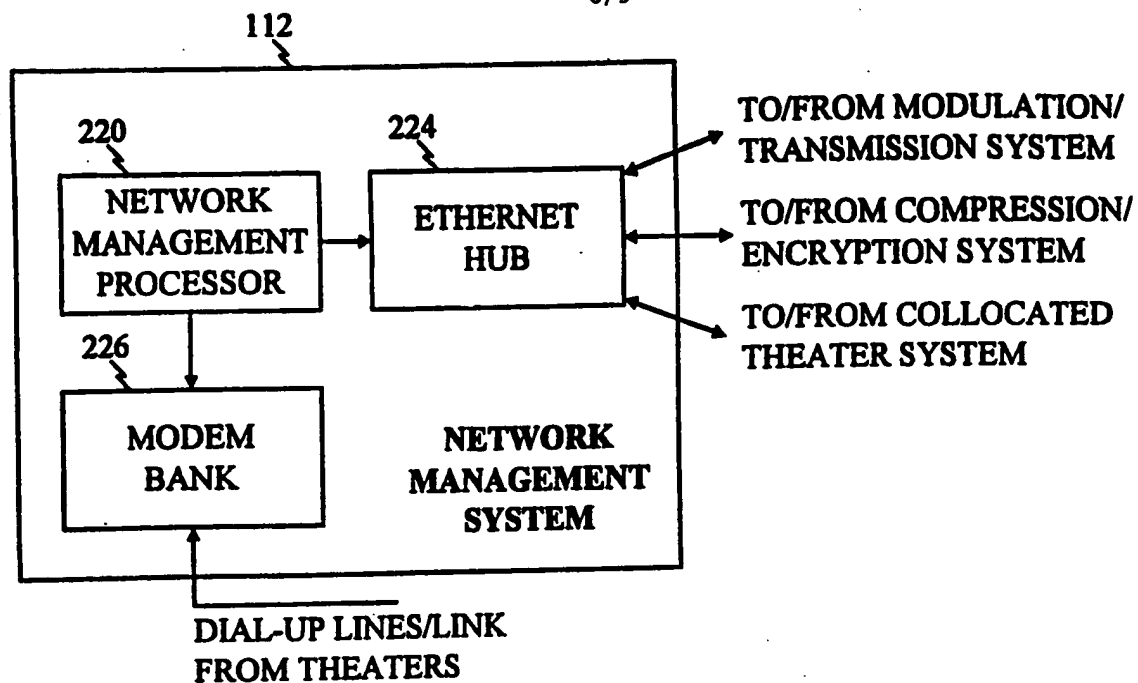 112
220
NETWORK
MANAGEMENT
PROCESSOR
224
ETHERNET
HUB
226
MODEM
BANK
NETWORK
MANAGEMENT
SYSTEM
TO/FROM MODULATION/
TRANSMISSION SYSTEM
TO/FROM COMPRESSION/
ENCRYPTION SYSTEM
TO/FROM COLLOCATED
THEATER SYSTEM
DIAL-UP LINES/LINK
FROM THEATERS